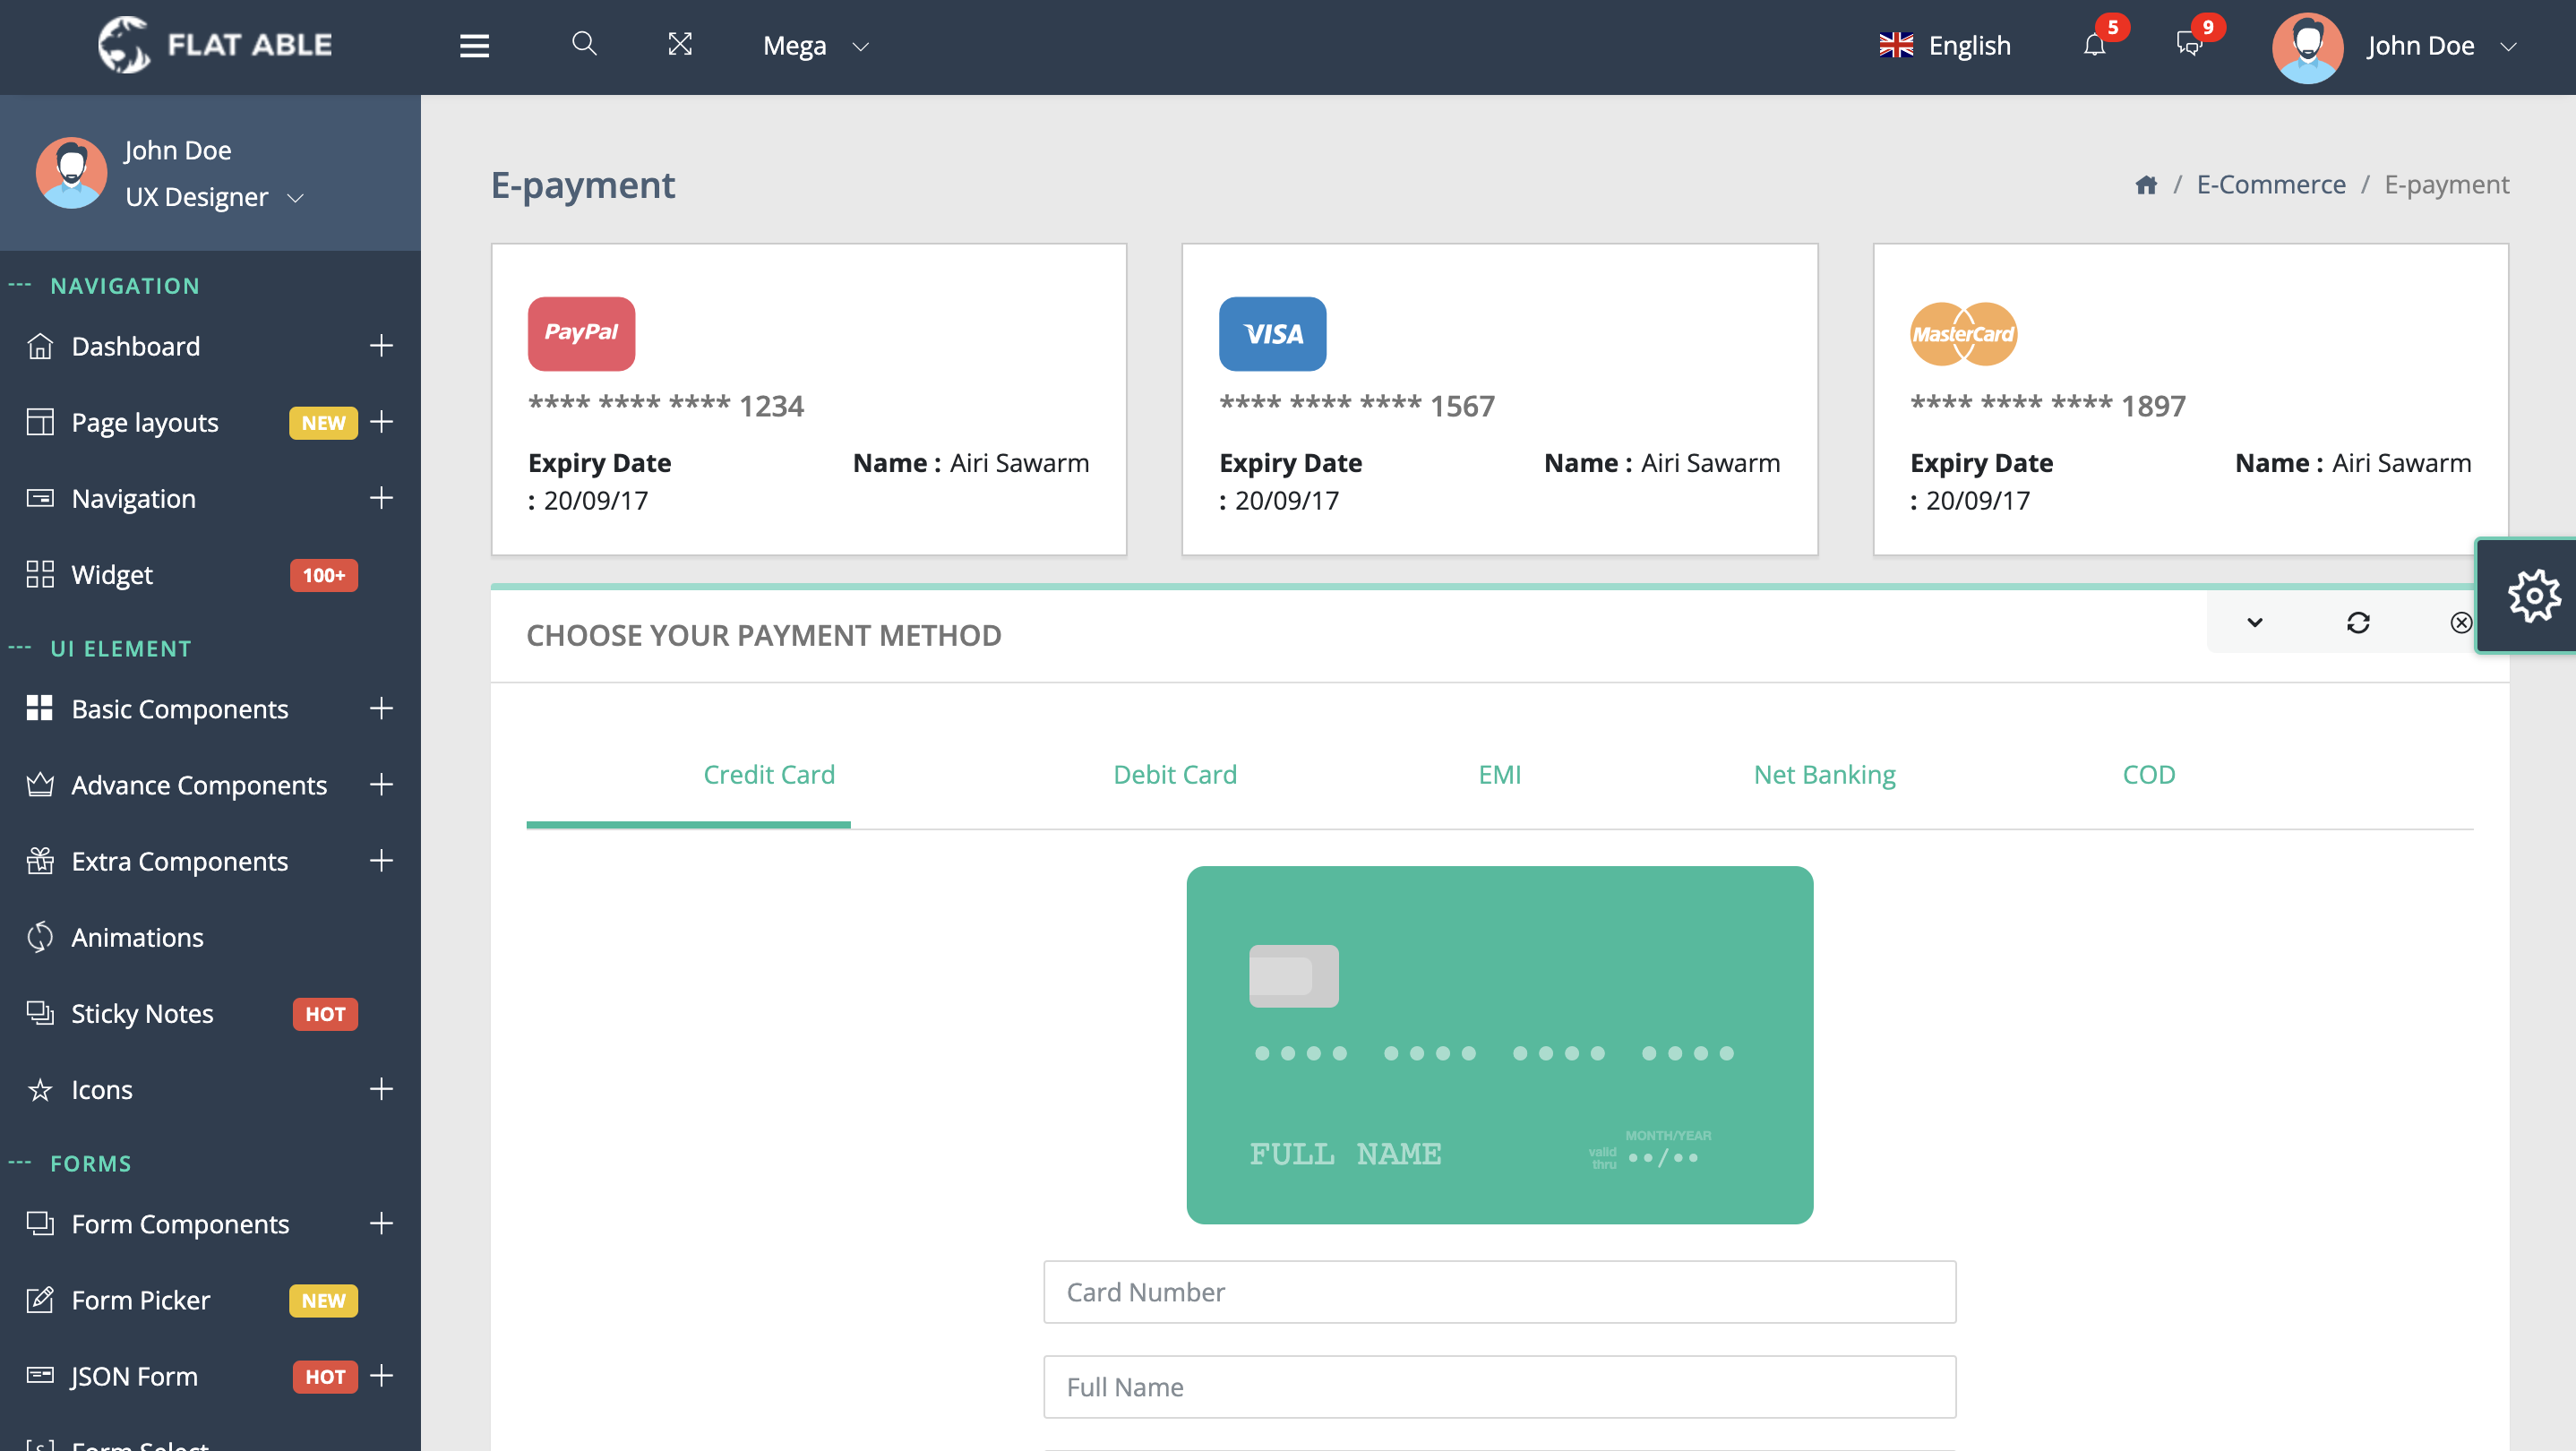 FLAT ABLE
Mega
English
5
9
John Doe
John Doe
UX Designer
--- NAVIGATION
Dashboard
Page layouts NEW
Navigation
Widget 100+
--- UI ELEMENT
Basic Components
Advance Components
Extra Components
Animations
Sticky Notes HOT
Icons
--- FORMS
Form Components
Form Picker NEW
JSON Form HOT
Form Select
E-payment
/ E-Commerce / E-payment
PayPal
**** **** **** 1234
Expiry Date
: 20/09/17
Name : Airi Sawarm
VISA
**** **** **** 1567
Expiry Date
: 20/09/17
Name : Airi Sawarm
MasterCard
**** **** **** 1897
Expiry Date
: 20/09/17
Name : Airi Sawarm
CHOOSE YOUR PAYMENT METHOD
Credit Card
Debit Card
EMI
Net Banking
COD
•••• •••• •••• ••••
FULL NAME
MONTH/YEAR
valid
thru
••/••
Card Number
Full Name